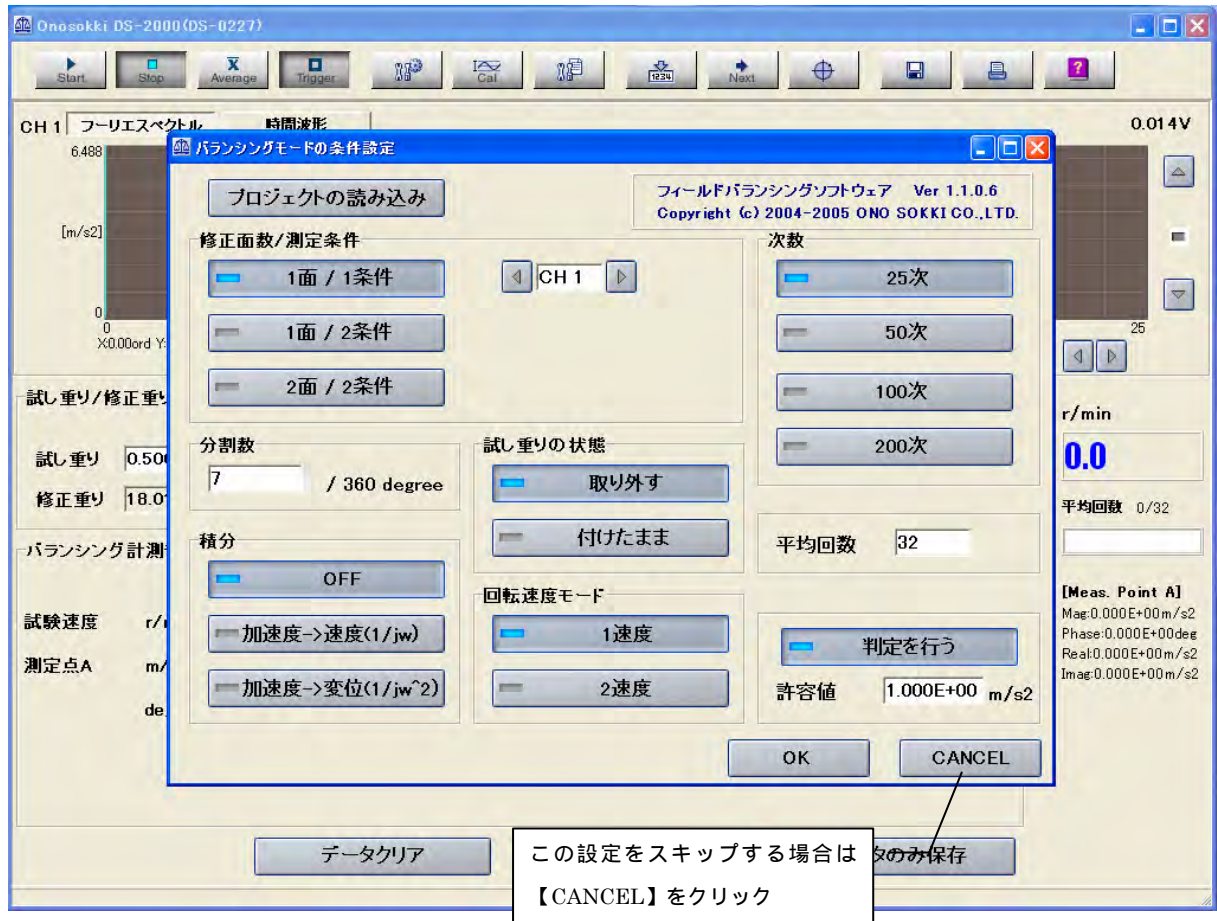 Onosokki DS-2000(DS-0227)
Start Stop Average Trigger Cal 1234 Next ?
CH 1 フーリエスペクトル 時間波形 0.014V
6.488
[m/s2]
0
0
X:0.00ord Y:
25
バランシングモードの条件設定
プロジェクトの読み込み
フィールドバランシングソフトウェア Ver 1.1.0.6
Copyright (c) 2004-2005 ONO SOKKI CO.,LTD.
修正面数/測定条件
1面 / 1条件
CH 1
1面 / 2条件
2面 / 2条件
次数
25次
50次
100次
200次
分割数
7 / 360 degree
試し重りの状態
取り外す
付けたまま
平均回数 32
積分
OFF
加速度->速度(1/jw)
加速度->変位(1/jw^2)
回転速度モード
1速度
2速度
判定を行う
許容値 1.000E+00 m/s2
OK CANCEL
試し重り/修正重り
試し重り 0.500
修正重り 18.0
バランシング計測
試験速度 r/
測定点A m/
de
r/min
0.0
平均回数 0/32
[Meas. Point A]
Mag:0.000E+00m/s2
Phase:0.000E+00deg
Real:0.000E+00m/s2
Imag:0.000E+00m/s2
データクリア
タのみ保存
この設定をスキップする場合は
【CANCEL】をクリック